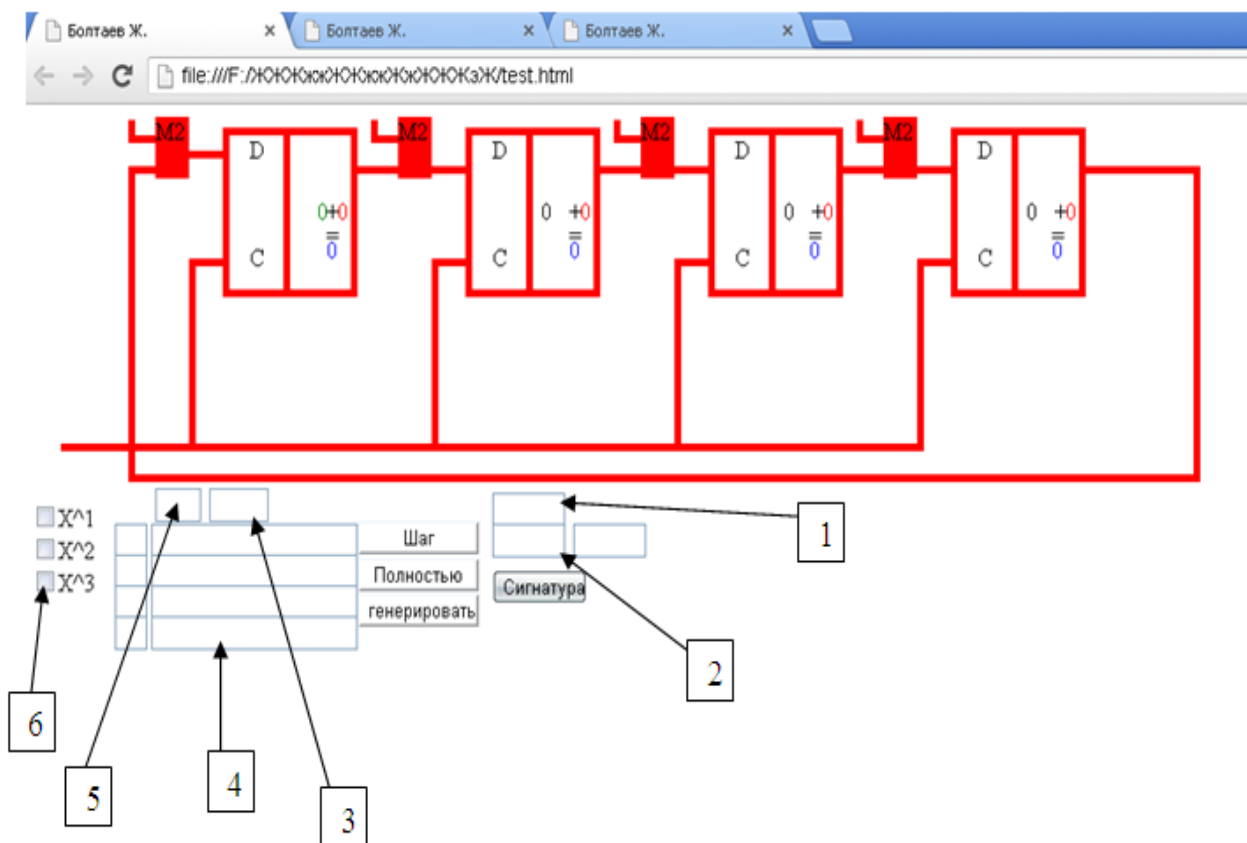 Болтаев Ж. Болтаев Ж. Болтаев Ж.
file:///F:/ЖЖЖжжЖЖжжЖжЖЖЖзЖ/test.html
M2 M2 M2 M2
D D D D
0+0 0 +0 0 +0 0 +0
= = = =
0 0 0 0
C C C C
X^1
X^2
X^3
Шаг
Полностью
генерировать
Сигнатура
1
2
6
5
4
3